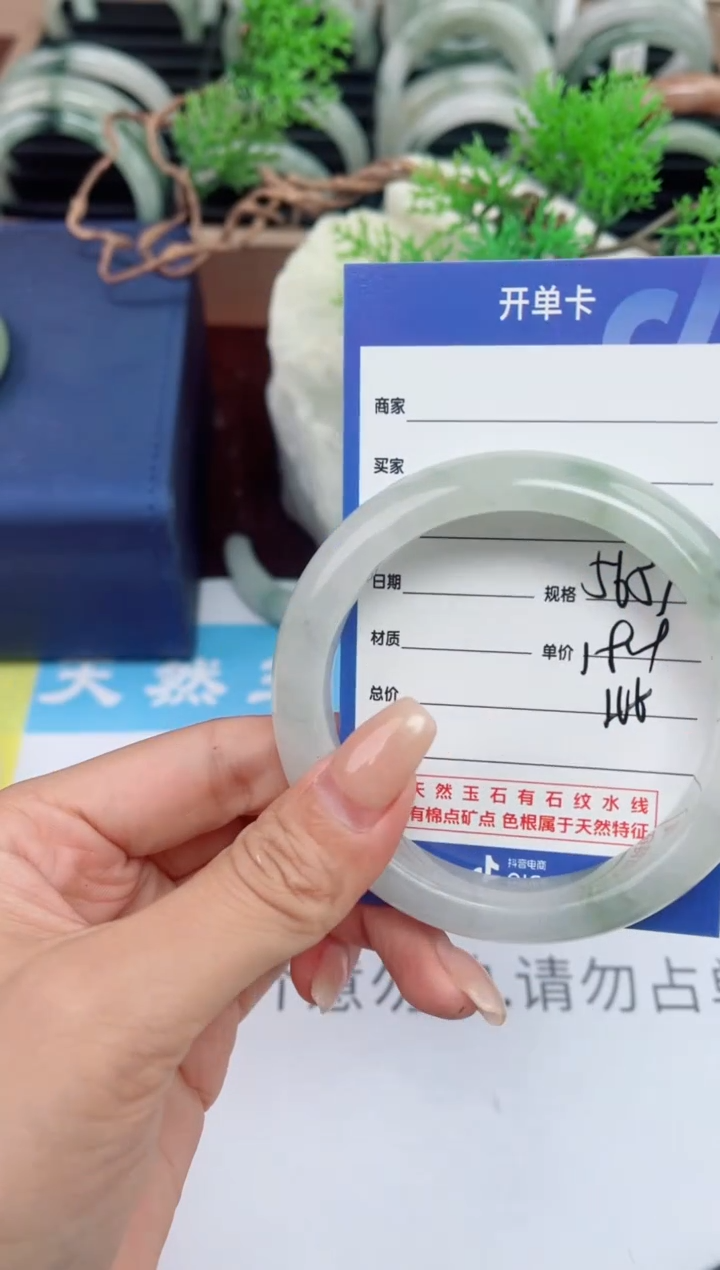 开单卡
商家
买家
日期 规格 565,
材质 单价
总价
天然玉石有石纹水线
有棉点矿点 色根属于天然特征
抖音电商
天然
请勿占